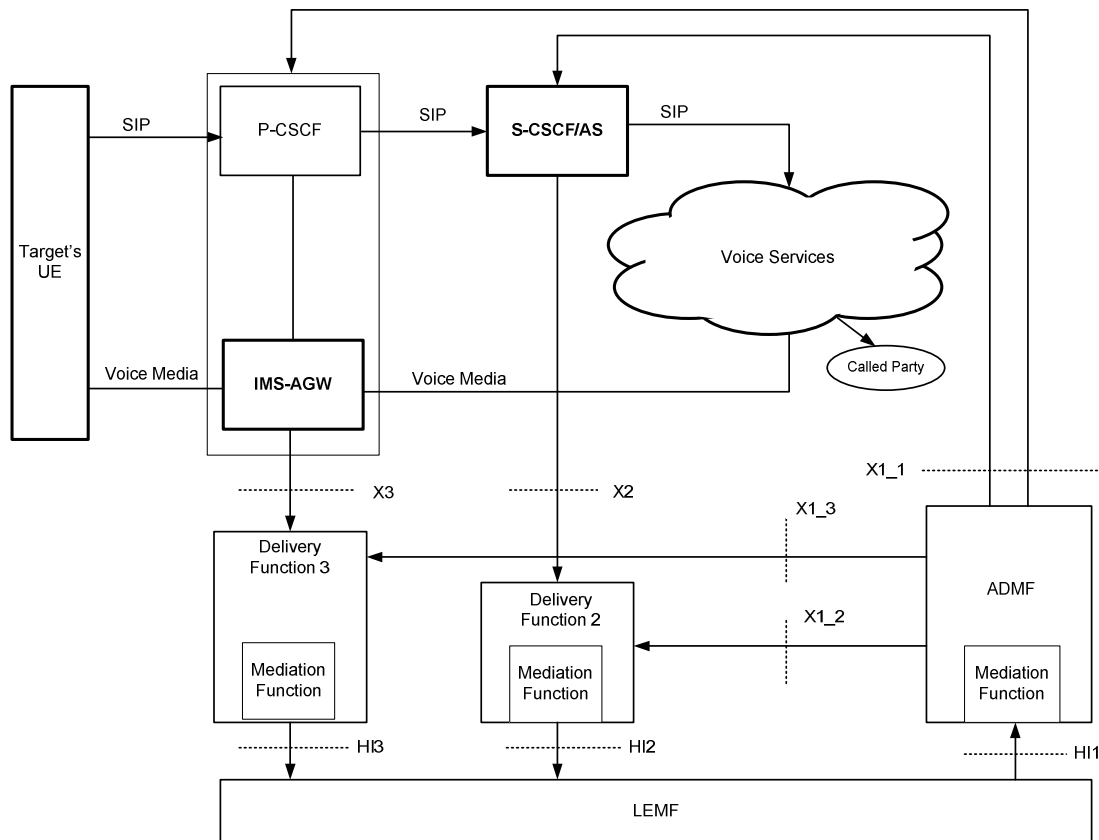 SIP
P-CSCF
SIP
S-CSCF/AS
SIP
Target's
UE
Voice Services
Voice Media
IMS-AGW
Voice Media
Called Party
X1_1
X3
X2
X1_3
Delivery
Function 3
ADMF
Delivery
Function 2
X1_2
Mediation
Function
Mediation
Function
Mediation
Function
HI3
HI2
HI1
LEMF